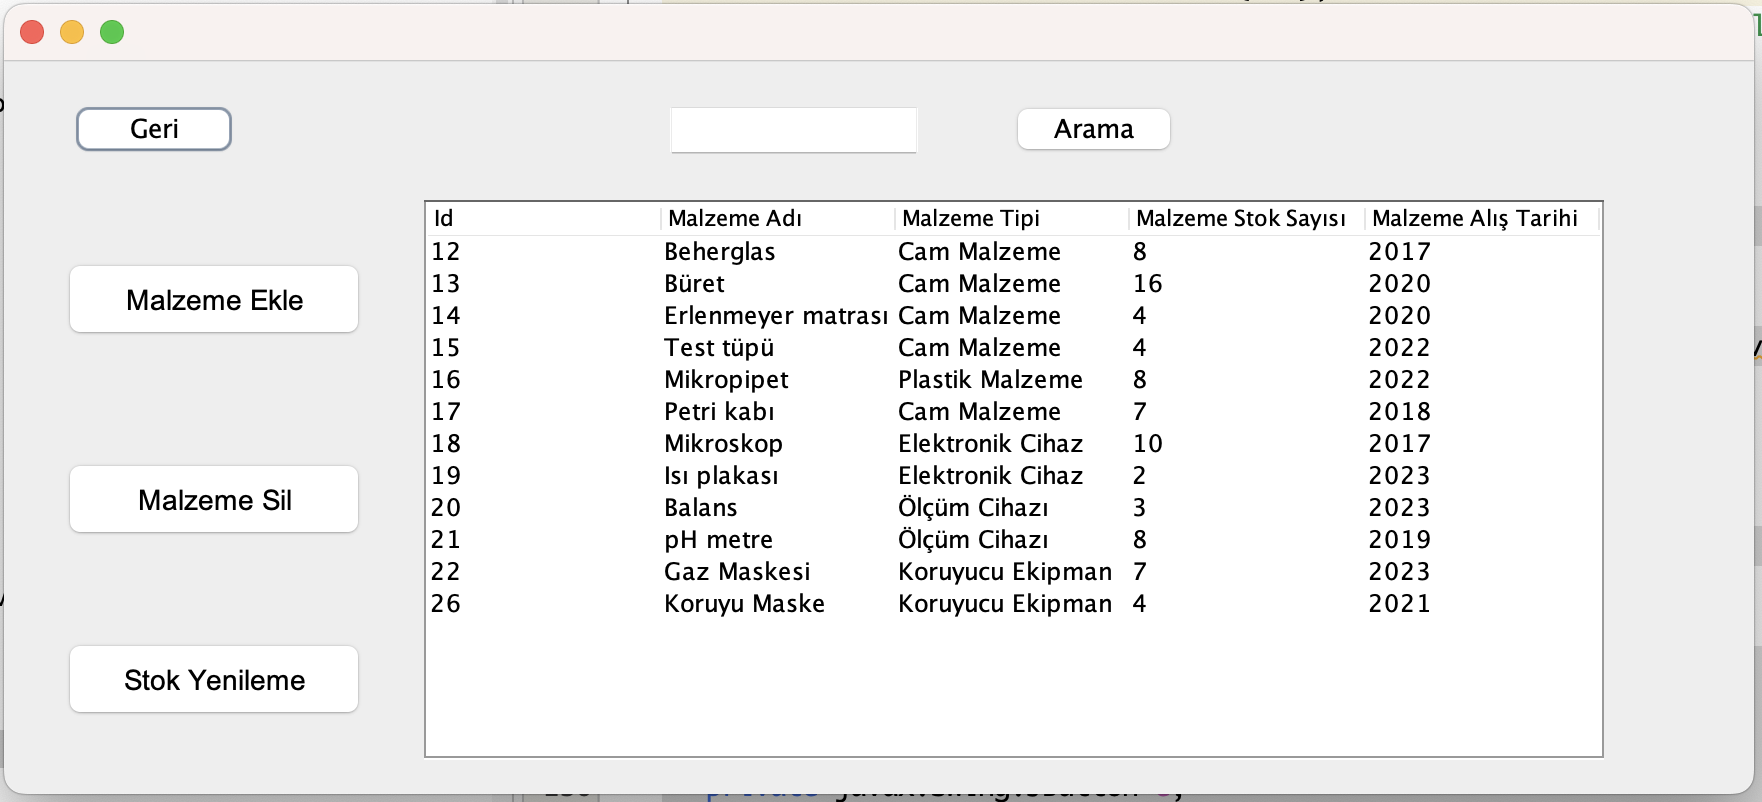 Geri Arama
Id Malzeme Adı Malzeme Tipi Malzeme Stok Sayısı Malzeme Alış Tarihi
12 Beherglas Cam Malzeme 8 2017
13 Büret Cam Malzeme 16 2020
14 Erlenmeyer matrası Cam Malzeme 4 2020
15 Test tüpü Cam Malzeme 4 2022
16 Mikropipet Plastik Malzeme 8 2022
17 Petri kabı Cam Malzeme 7 2018
18 Mikroskop Elektronik Cihaz 10 2017
19 Isı plakası Elektronik Cihaz 2 2023
20 Balans Ölçüm Cihazı 3 2023
21 pH metre Ölçüm Cihazı 8 2019
22 Gaz Maskesi Koruyucu Ekipman 7 2023
26 Koruyu Maske Koruyucu Ekipman 4 2021
Malzeme Ekle
Malzeme Sil
Stok Yenileme